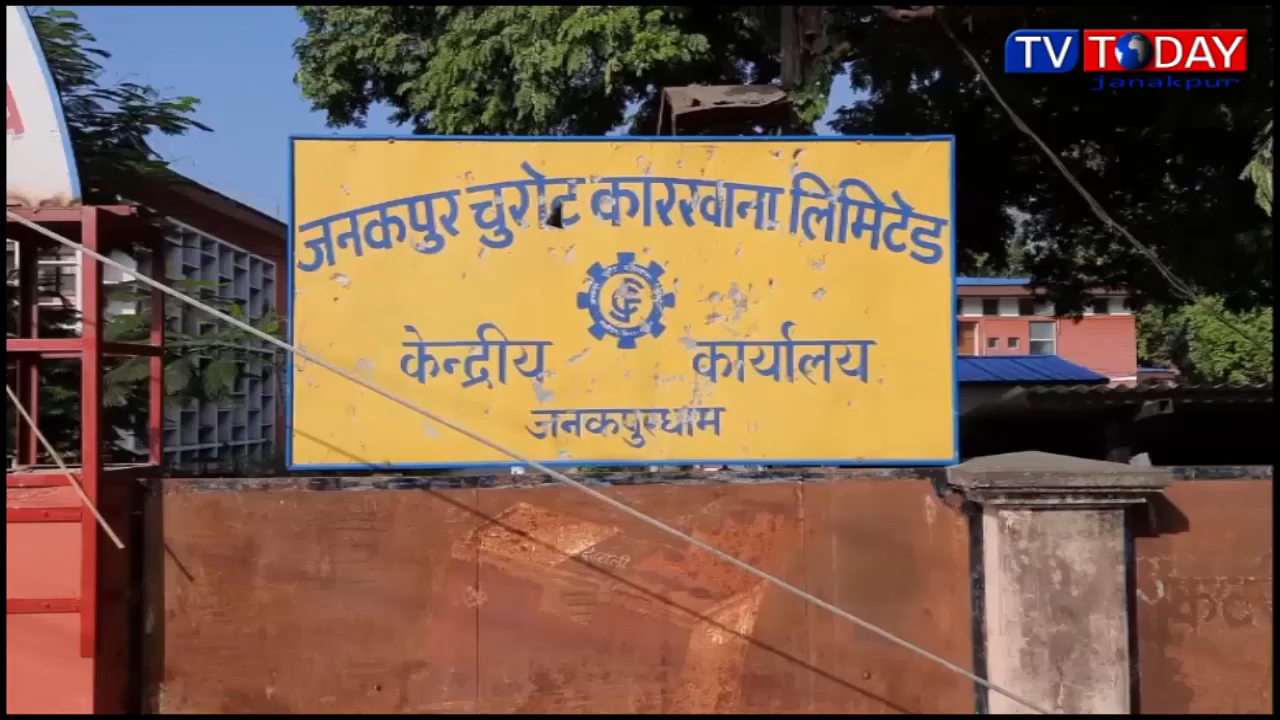 TV TODAY
Janakpur
जनकपुर चुरोट कारखाना लिमिटेड
केन्द्रीय कार्यालय
जनकपुरधाम